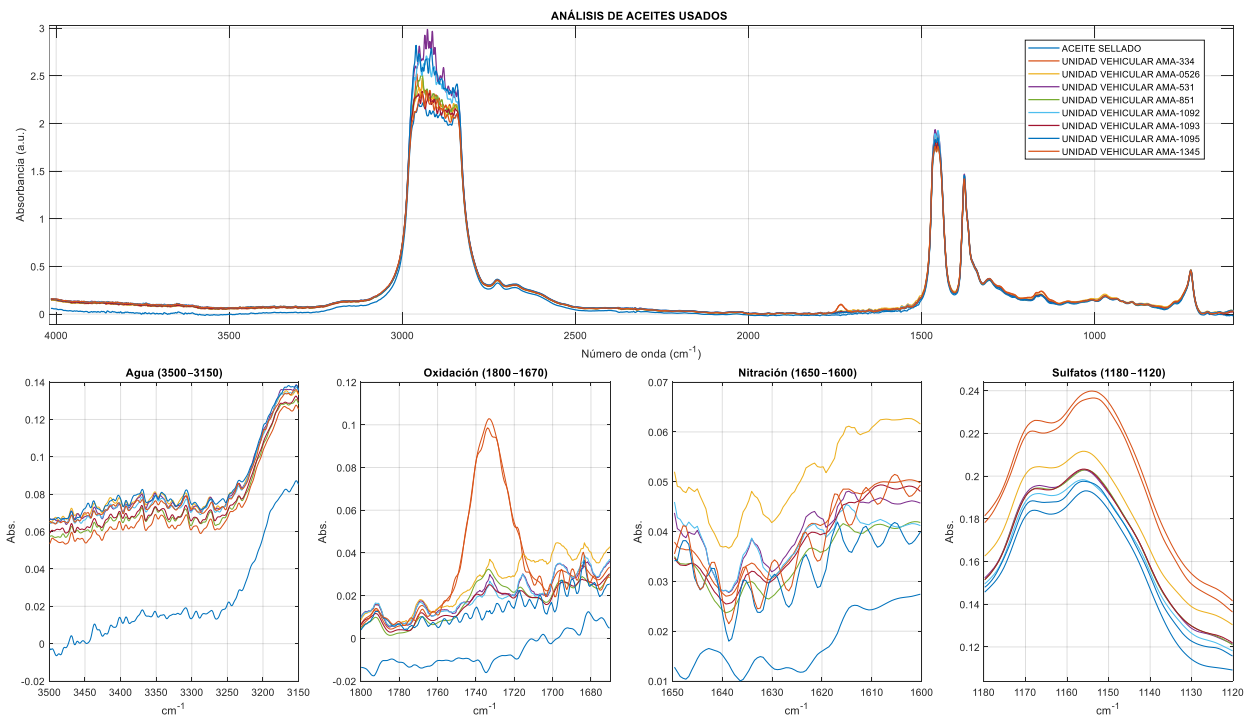 ANÁLISIS DE ACEITES USADOS
Absorbancia (a.u.)
3
2.5
2
1.5
1
0.5
0
4000 3500 3000 2500 2000 1500 1000
Número de onda (cm⁻¹)
ACEITE SELLADO
UNIDAD VEHICULAR AMA-334
UNIDAD VEHICULAR AMA-0526
UNIDAD VEHICULAR AMA-531
UNIDAD VEHICULAR AMA-851
UNIDAD VEHICULAR AMA-1092
UNIDAD VEHICULAR AMA-1093
UNIDAD VEHICULAR AMA-1095
UNIDAD VEHICULAR AMA-1345
Agua (3500–3150)
Abs.
0.14
0.12
0.1
0.08
0.06
0.04
0.02
0
-0.02
3500 3450 3400 3350 3300 3250 3200 3150
cm⁻¹
Oxidación (1800–1670)
Abs.
0.12
0.1
0.08
0.06
0.04
0.02
0
-0.02
1800 1780 1760 1740 1720 1700 1680
cm⁻¹
Nitración (1650–1600)
Abs.
0.07
0.06
0.05
0.04
0.03
0.02
0.01
1650 1640 1630 1620 1610 1600
cm⁻¹
Sulfatos (1180–1120)
Abs.
0.24
0.22
0.2
0.18
0.16
0.14
0.12
1180 1170 1160 1150 1140 1130 1120
cm⁻¹